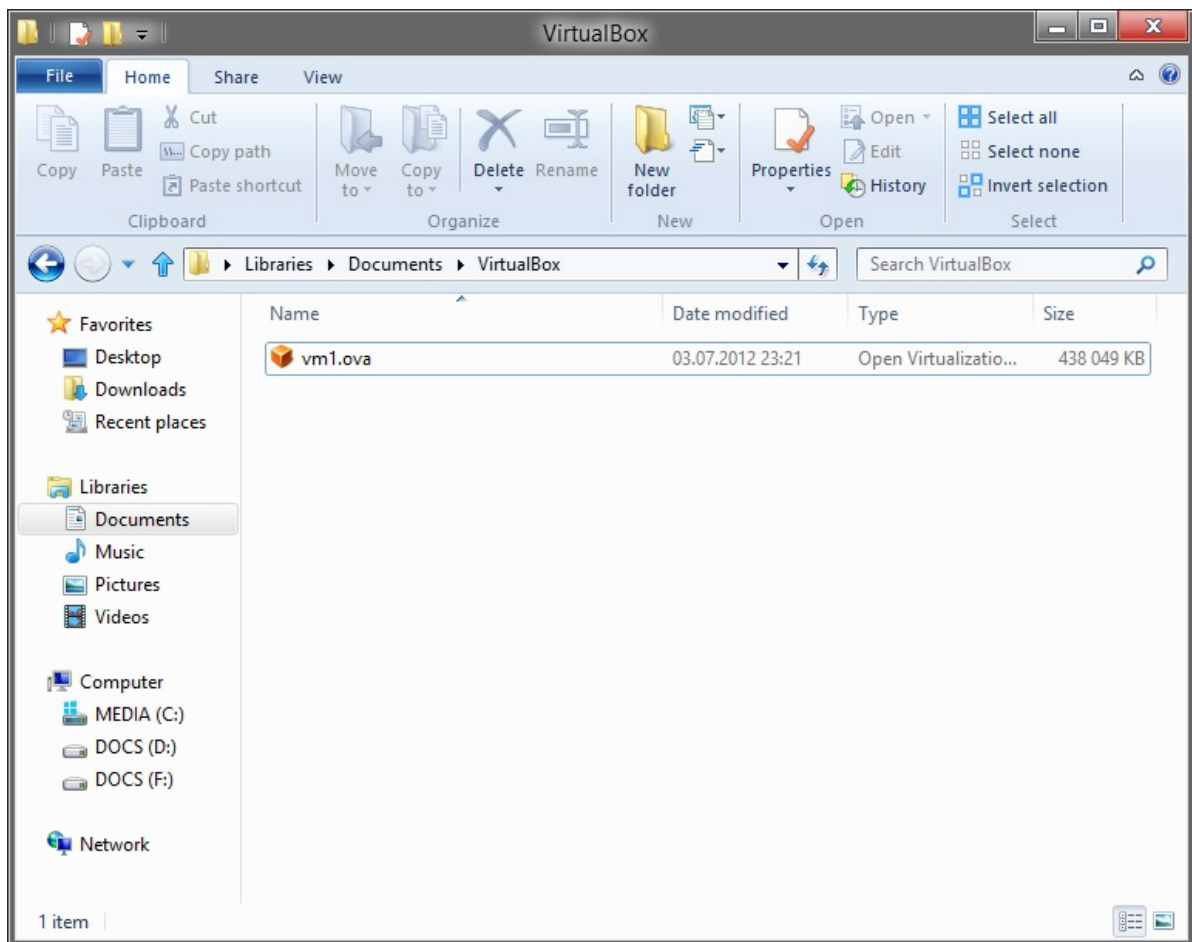 VirtualBox
File Home Share View
Copy
Paste
Cut
Copy path
Paste shortcut
Clipboard
Move to
Copy to
Delete
Rename
Organize
New folder
New
Properties
Open
Edit
History
Open
Select all
Select none
Invert selection
Select
Libraries Documents VirtualBox
Search VirtualBox
Favorites
Desktop
Downloads
Recent places
Libraries
Documents
Music
Pictures
Videos
Computer
MEDIA (C:)
DOCS (D:)
DOCS (F:)
Network
Name Date modified Type Size
vm1.ova 03.07.2012 23:21 Open Virtualizatio... 438 049 KB
1 item